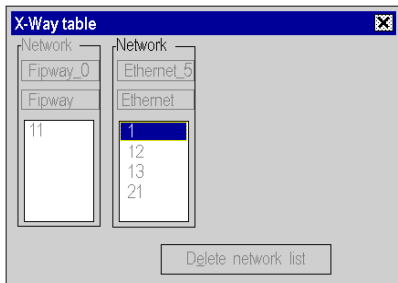 X-Way table
Network Network
Fipway_0 Ethernet_5
Fipway Ethernet
11 1
12
13
21
Delete network list